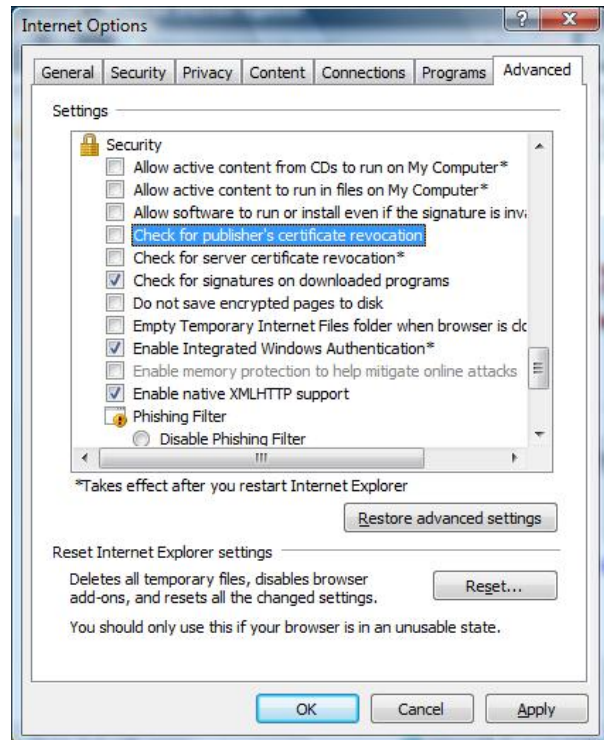 Internet Options
General Security Privacy Content Connections Programs Advanced
Settings
Security
Allow active content from CDs to run on My Computer*
Allow active content to run in files on My Computer*
Allow software to run or install even if the signature is
Check for publisher's certificate revocation
Check for server certificate revocation*
Check for signatures on downloaded programs
Do not save encrypted pages to disk
Empty Temporary Internet Files folder when browser is
Enable Integrated Windows Authentication*
Enable memory protection to help mitigate online attacks
Enable native XMLHTTP support
Phishing Filter
Disable Phishing Filter
*Takes effect after you restart Internet Explorer
Restore advanced settings
Reset Internet Explorer settings
Deletes all temporary files, disables browser
add-ons, and resets all the changed settings.
Reset...
You should only use this if your browser is in an unusable state.
OK Cancel Apply